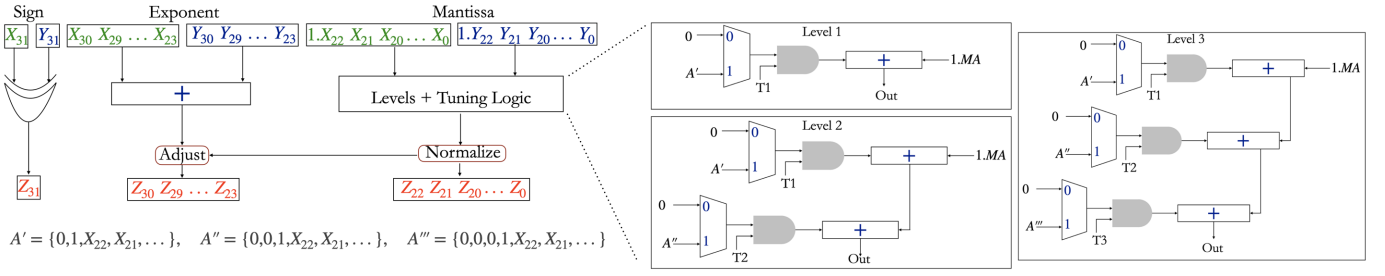 Sign Exponent Mantissa
X31 Y31 X30 X29 … X23 Y30 Y29 … Y23 1.X22 X21 X20 … X0 1.Y22 Y21 Y20 … Y0
+ Levels + Tuning Logic
Adjust Normalize
Z31 Z30 Z29 … Z23 Z22 Z21 Z20 … Z0
A′ = {0,1,X22, X21, … }, A″ = {0,0,1,X22, X21, … }, A‴ = {0,0,0,1,X22, X21, … }
Level 1
0 0
+ 1.MA
A′ 1
T1
Out
Level 2
0 0
+ 1.MA
A′ 1
T1
0 0
+
A″ 1
T2
Out
Level 3
0 0
+ 1.MA
A′ 1
T1
0 0
+
A″ 1
T2
0 0
+
A‴ 1
T3
Out